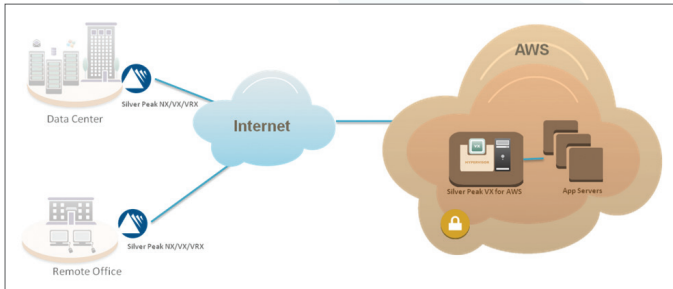 AWS
Silver Peak NX/VX/VRX
Data Center
Internet
Silver Peak VX for AWS
App Servers
Silver Peak NX/VX/VRX
Remote Office